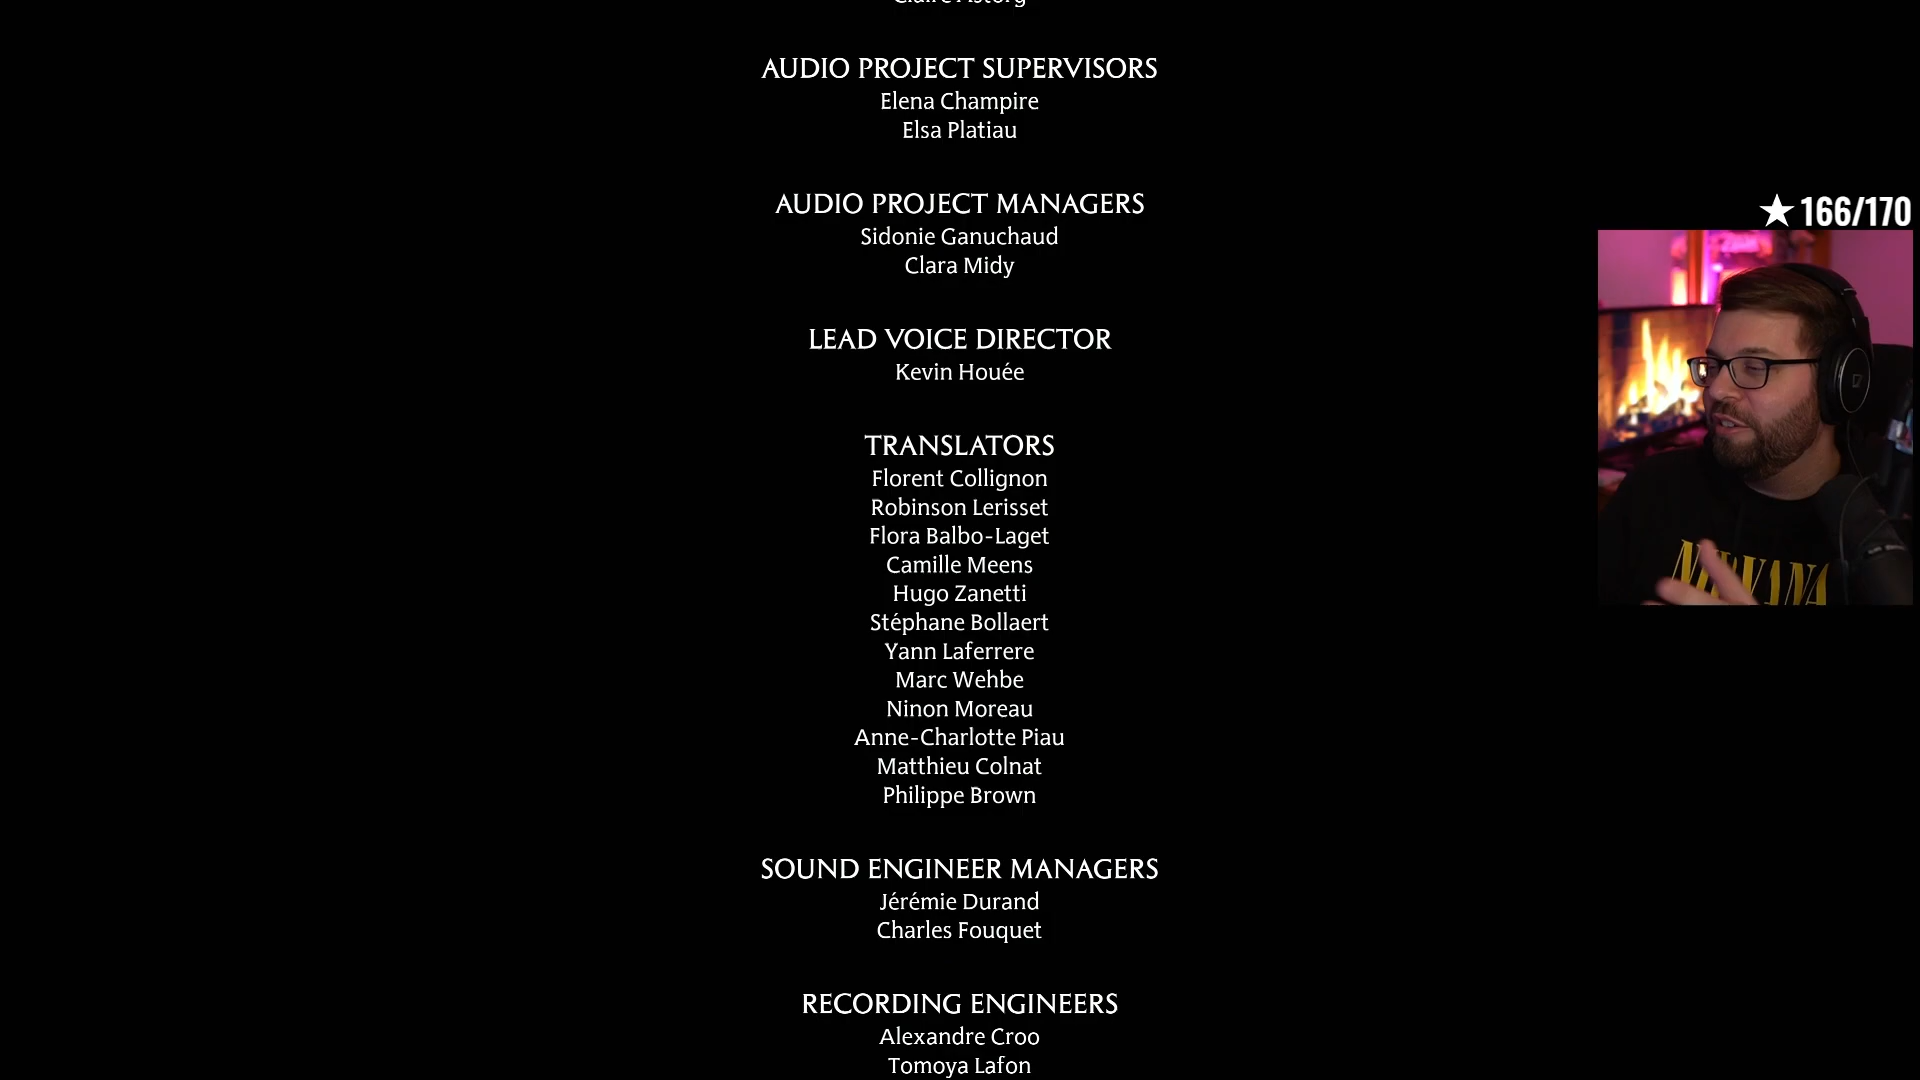 Claire Astorg
AUDIO PROJECT SUPERVISORS
Elena Champire
Elsa Platiau
AUDIO PROJECT MANAGERS
Sidonie Ganuchaud
Clara Midy
LEAD VOICE DIRECTOR
Kevin Houée
TRANSLATORS
Florent Collignon
Robinson Lerisset
Flora Balbo-Laget
Camille Meens
Hugo Zanetti
Stéphane Bollaert
Yann Laferrere
Marc Wehbe
Ninon Moreau
Anne-Charlotte Piau
Matthieu Colnat
Philippe Brown
SOUND ENGINEER MANAGERS
Jérémie Durand
Charles Fouquet
RECORDING ENGINEERS
Alexandre Croo
Tomoya Lafon
★ 166/170
NIRVANA